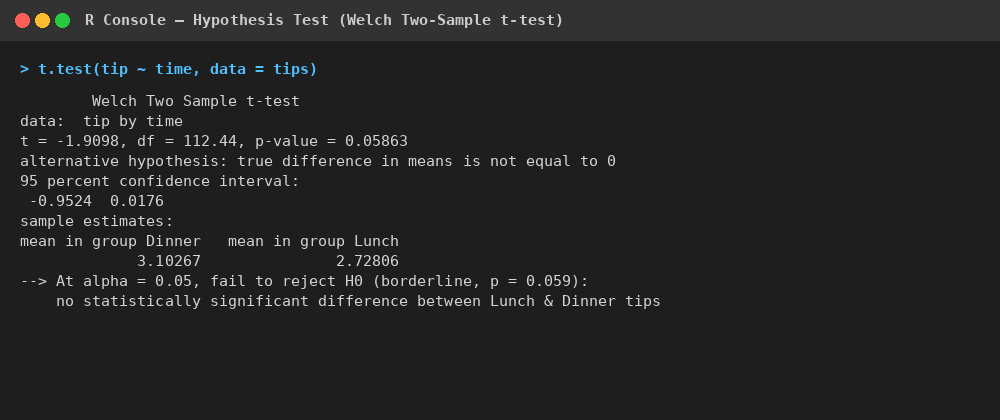 R Console — Hypothesis Test (Welch Two-Sample t-test)
> t.test(tip ~ time, data = tips)
        Welch Two Sample t-test
data:  tip by time
t = -1.9098, df = 112.44, p-value = 0.05863
alternative hypothesis: true difference in means is not equal to 0
95 percent confidence interval:
 -0.9524  0.0176
sample estimates:
mean in group Dinner   mean in group Lunch
             3.10267               2.72806
--> At alpha = 0.05, fail to reject H0 (borderline, p = 0.059):
    no statistically significant difference between Lunch & Dinner tips